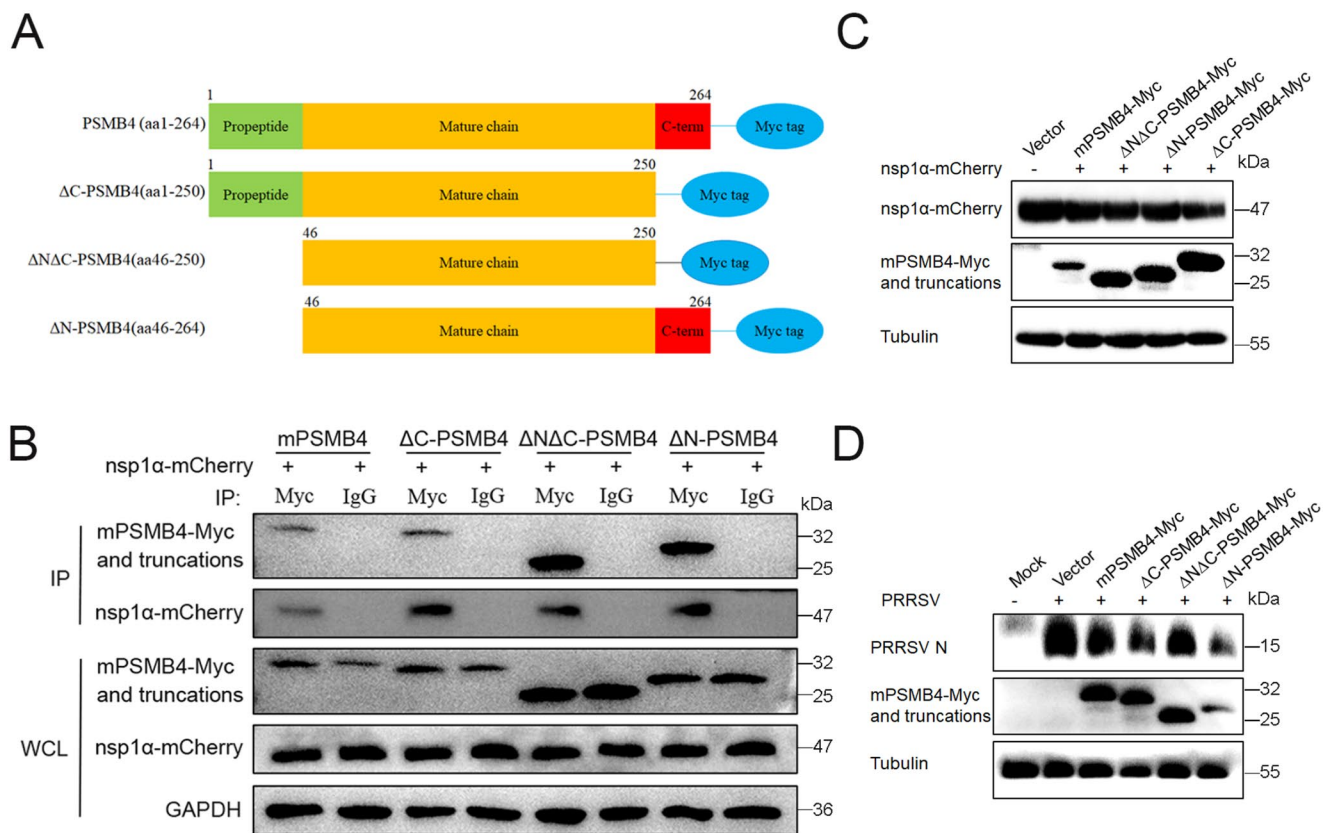 A
1 264
PSMB4 (aa1-264) Propeptide Mature chain C-term Myc tag
1 250
ΔC-PSMB4(aa1-250) Propeptide Mature chain Myc tag
46 250
ΔNΔC-PSMB4(aa46-250) Mature chain Myc tag
46 264
ΔN-PSMB4(aa46-264) Mature chain C-term Myc tag
B
mPSMB4 ΔC-PSMB4 ΔNΔC-PSMB4 ΔN-PSMB4
nsp1α-mCherry + + + + + + + +
IP: Myc IgG Myc IgG Myc IgG Myc IgG kDa
IP
mPSMB4-Myc
and truncations
32
25
nsp1α-mCherry 47
WCL
mPSMB4-Myc
and truncations
32
25
nsp1α-mCherry 47
GAPDH 36
C
Vector mPSMB4-Myc ΔNΔC-PSMB4-Myc ΔN-PSMB4-Myc ΔC-PSMB4-Myc
kDa
nsp1α-mCherry - + + + +
nsp1α-mCherry 47
mPSMB4-Myc
and truncations
32
25
Tubulin 55
D
Mock Vector mPSMB4-Myc ΔC-PSMB4-Myc ΔNΔC-PSMB4-Myc ΔN-PSMB4-Myc
PRRSV - + + + + + kDa
PRRSV N 15
mPSMB4-Myc
and truncations
32
25
Tubulin 55